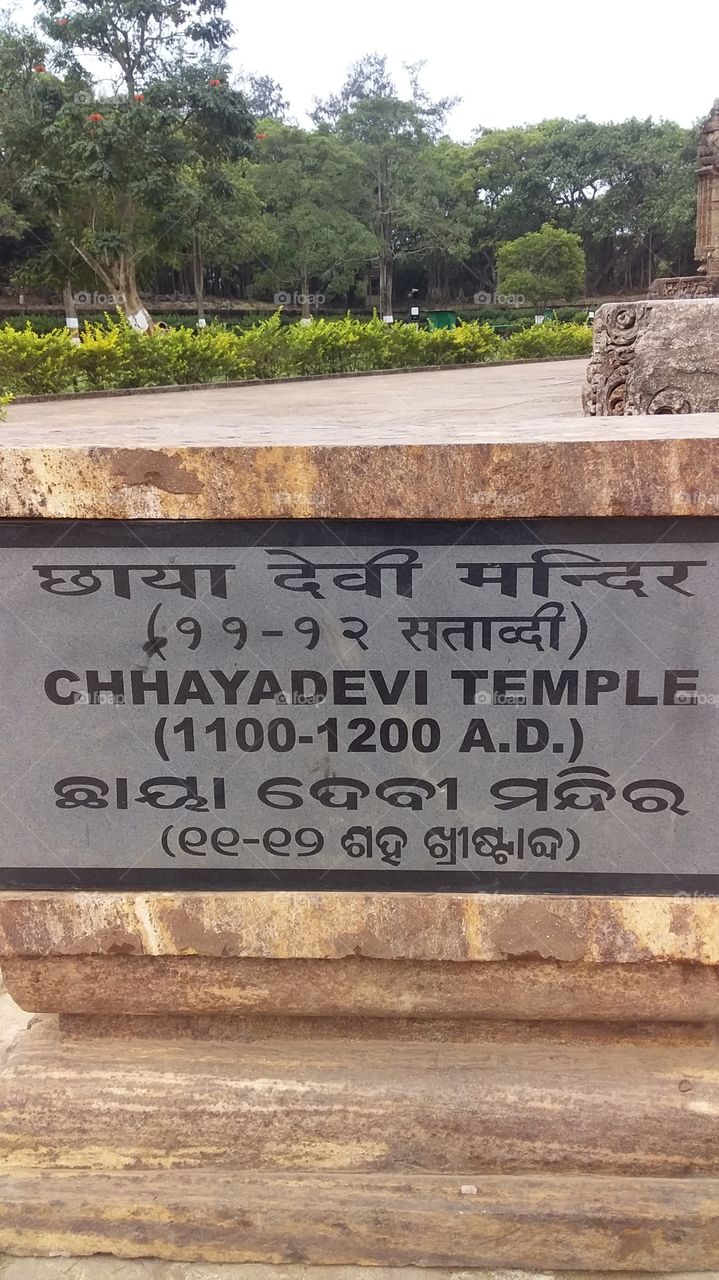 छाया देवी मन्दिर
(११-१२ सताव्दी)
CHHAYADEVI TEMPLE
(1100-1200 A.D.)
ଛାୟା ଦେବୀ ମନ୍ଦିର
(୧୧-୧୨ ଶହ ଖ୍ରୀଷ୍ଟାବ୍ଦ)